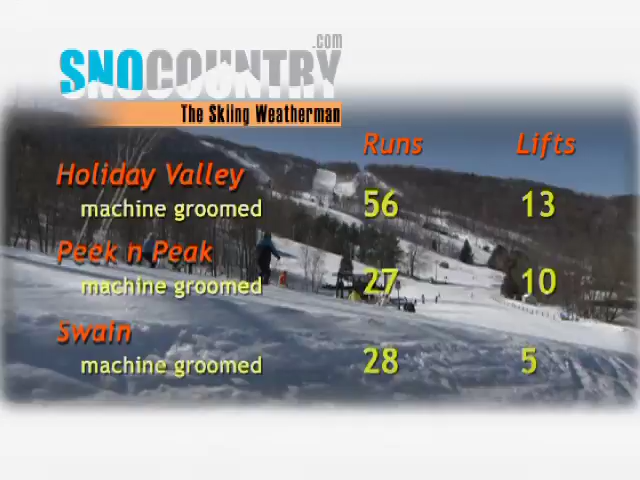 .com
SNOCOUNTRY
The Skiing Weatherman
Runs Lifts
Holiday Valley
machine groomed 56 13
Peek n Peak
machine groomed 27 10
Swain
machine groomed 28 5